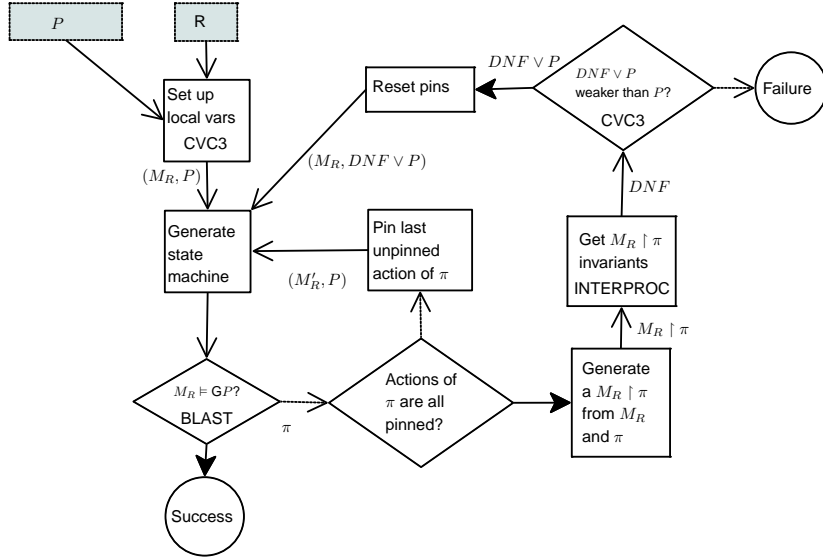 P
R
Set up
local vars
CVC3
(M_R, P)
Generate
state
machine
M_R ⊨ GP?
BLAST
π
Success
Reset pins
(M_R, DNF ∨ P)
Pin last
unpinned
action of π
(M'_R, P)
Actions of
π are all
pinned?
Generate
a M_R ↾ π
from M_R
and π
M_R ↾ π
Get M_R ↾ π
invariants
INTERPROC
DNF
DNF ∨ P
weaker than P?
CVC3
DNF ∨ P
Failure